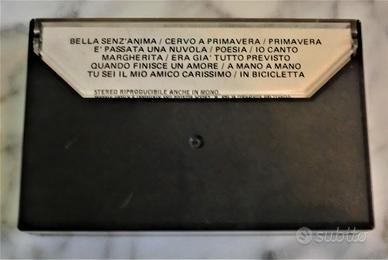 BELLA SENZ'ANIMA / CERVO A PRIMAVERA / PRIMAVERA
E' PASSATA UNA NUVOLA / POESIA / IO CANTO
MARGHERITA / ERA GIA' TUTTO PREVISTO
QUANDO FINISCE UN AMORE / A MANO A MANO
TU SEI IL MIO AMICO CARISSIMO / IN BICICLETTA
STEREO RIPRODUCIBILE ANCHE IN MONO
subito